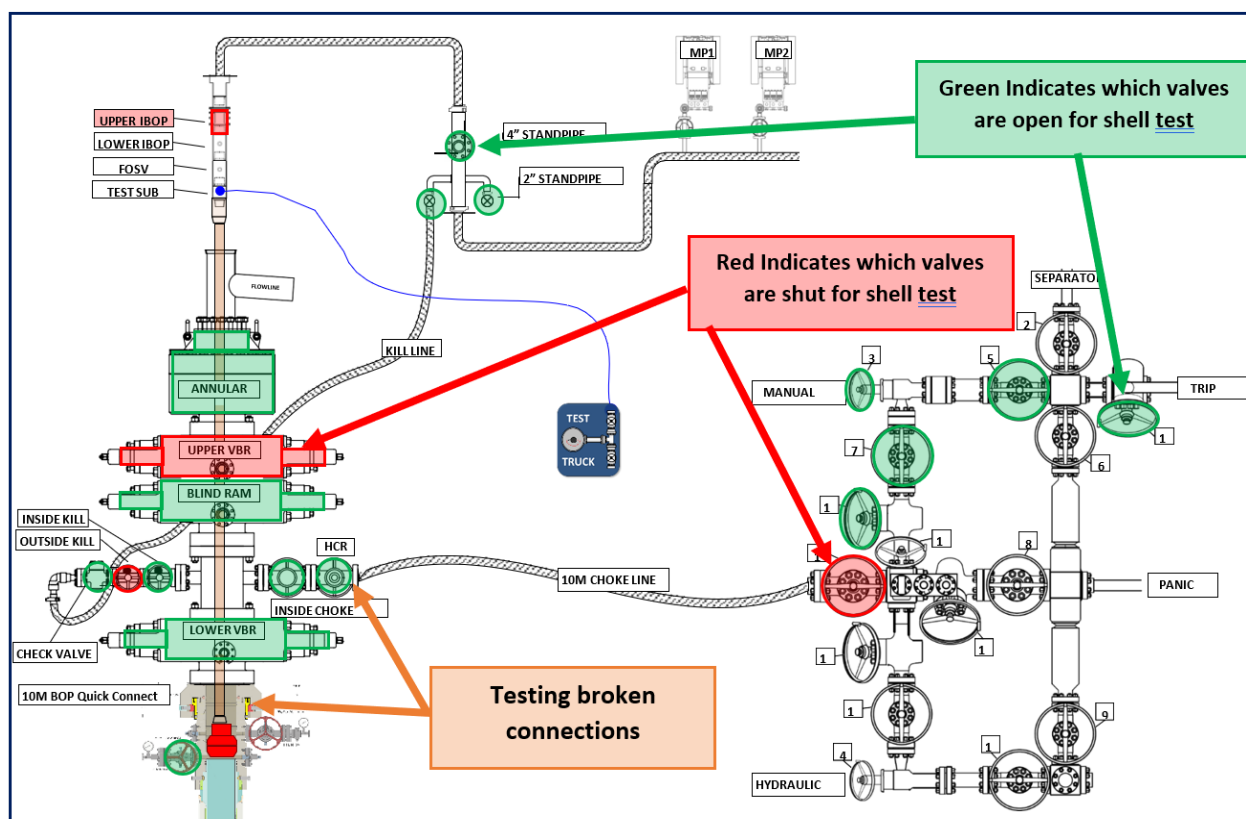 MP1
MP2
Green Indicates which valves
are open for shell test
UPPER IBOP
LOWER IBOP
FOSV
TEST SUB
4" STANDPIPE
2" STANDPIPE
Red Indicates which valves
are shut for shell test
FLOWLINE
SEPARATOR
2
3
5
MANUAL
TRIP
KILL LINE
ANNULAR
1
TEST
TRUCK
UPPER VBR
7
6
BLIND RAM
INSIDE KILL
OUTSIDE KILL
1
HCR
1
8
10M CHOKE LINE
PANIC
INSIDE CHOKE
LOWER VBR
CHECK VALVE
1
1
10M BOP Quick Connect
Testing broken
connections
1
9
4
1
HYDRAULIC